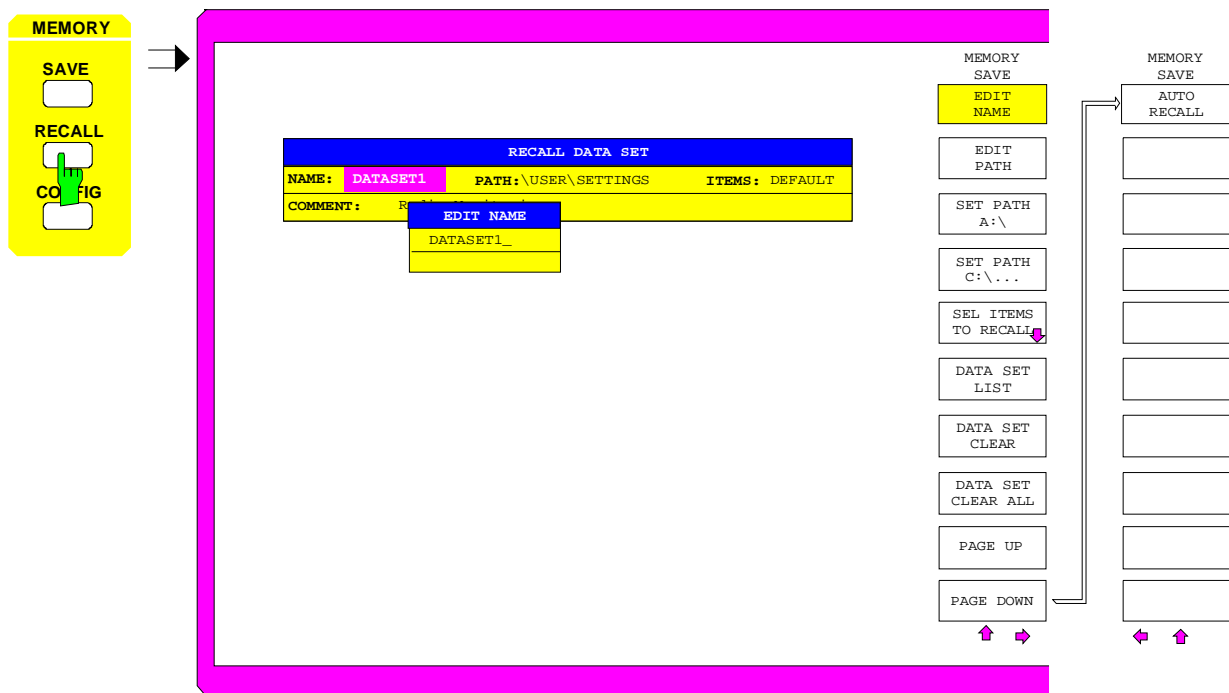 MEMORY
SAVE
RECALL
CONFIG
RECALL DATA SET
NAME: DATASET1 PATH:\USER\SETTINGS ITEMS: DEFAULT
COMMENT:
EDIT NAME
DATASET1_
MEMORY
SAVE
EDIT
NAME
EDIT
PATH
SET PATH
A:\
SET PATH
C:\...
SEL ITEMS
TO RECALL
DATA SET
LIST
DATA SET
CLEAR
DATA SET
CLEAR ALL
PAGE UP
PAGE DOWN
MEMORY
SAVE
AUTO
RECALL